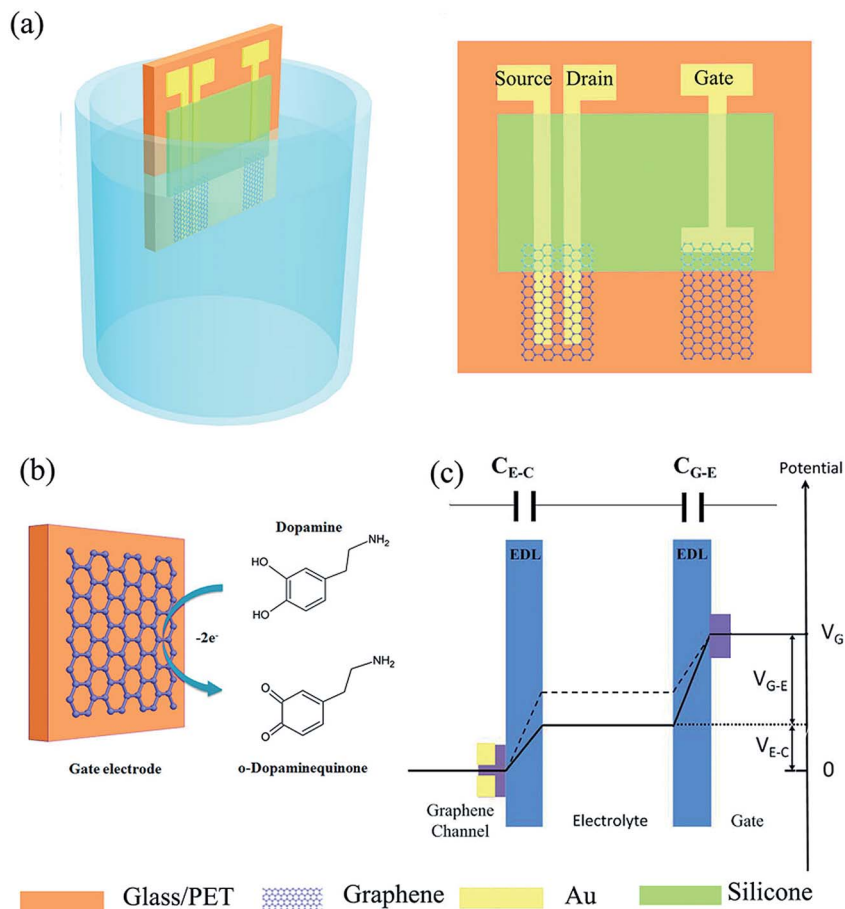 (a)
Source Drain Gate
(b)
Dopamine
HO
HO
NH2
-2e-
NH2
O
O
Gate electrode
o-Dopaminequinone
(c)
CE-C
CG-E
Potential
EDL
EDL
VG
VG-E
VE-C
0
Graphene
Channel
Electrolyte
Gate
Glass/PET Graphene Au Silicone